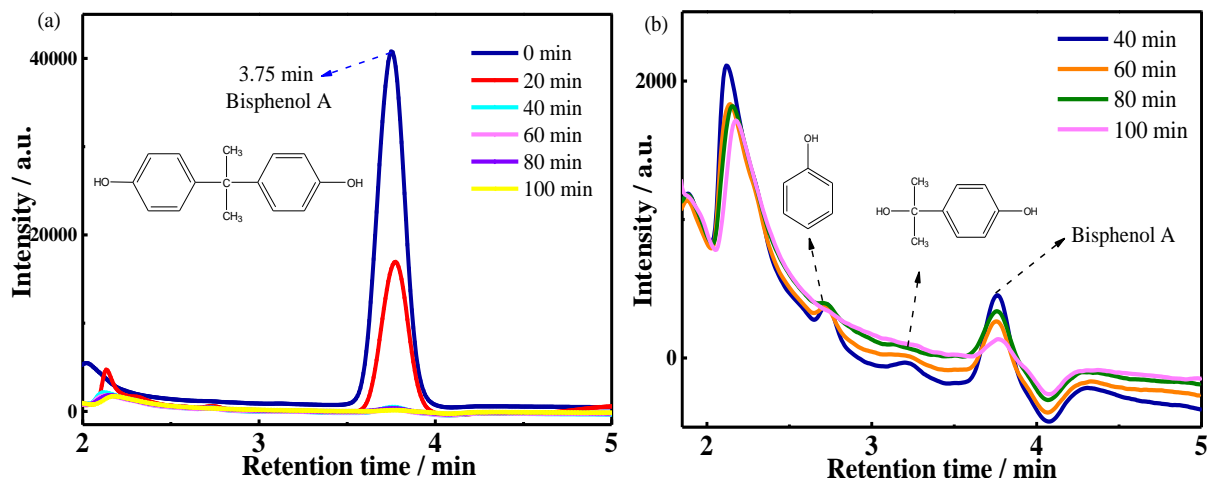 (a)
40000
20000
0
Intensity / a.u.
3.75 min
Bisphenol A
0 min
20 min
40 min
60 min
80 min
100 min
HO
CH₃
C
CH₃
OH
2
3
4
5
Retention time / min
(b)
2000
0
Intensity / a.u.
40 min
60 min
80 min
100 min
OH
CH₃
HO
C
CH₃
OH
Bisphenol A
2
3
4
5
Retention time / min